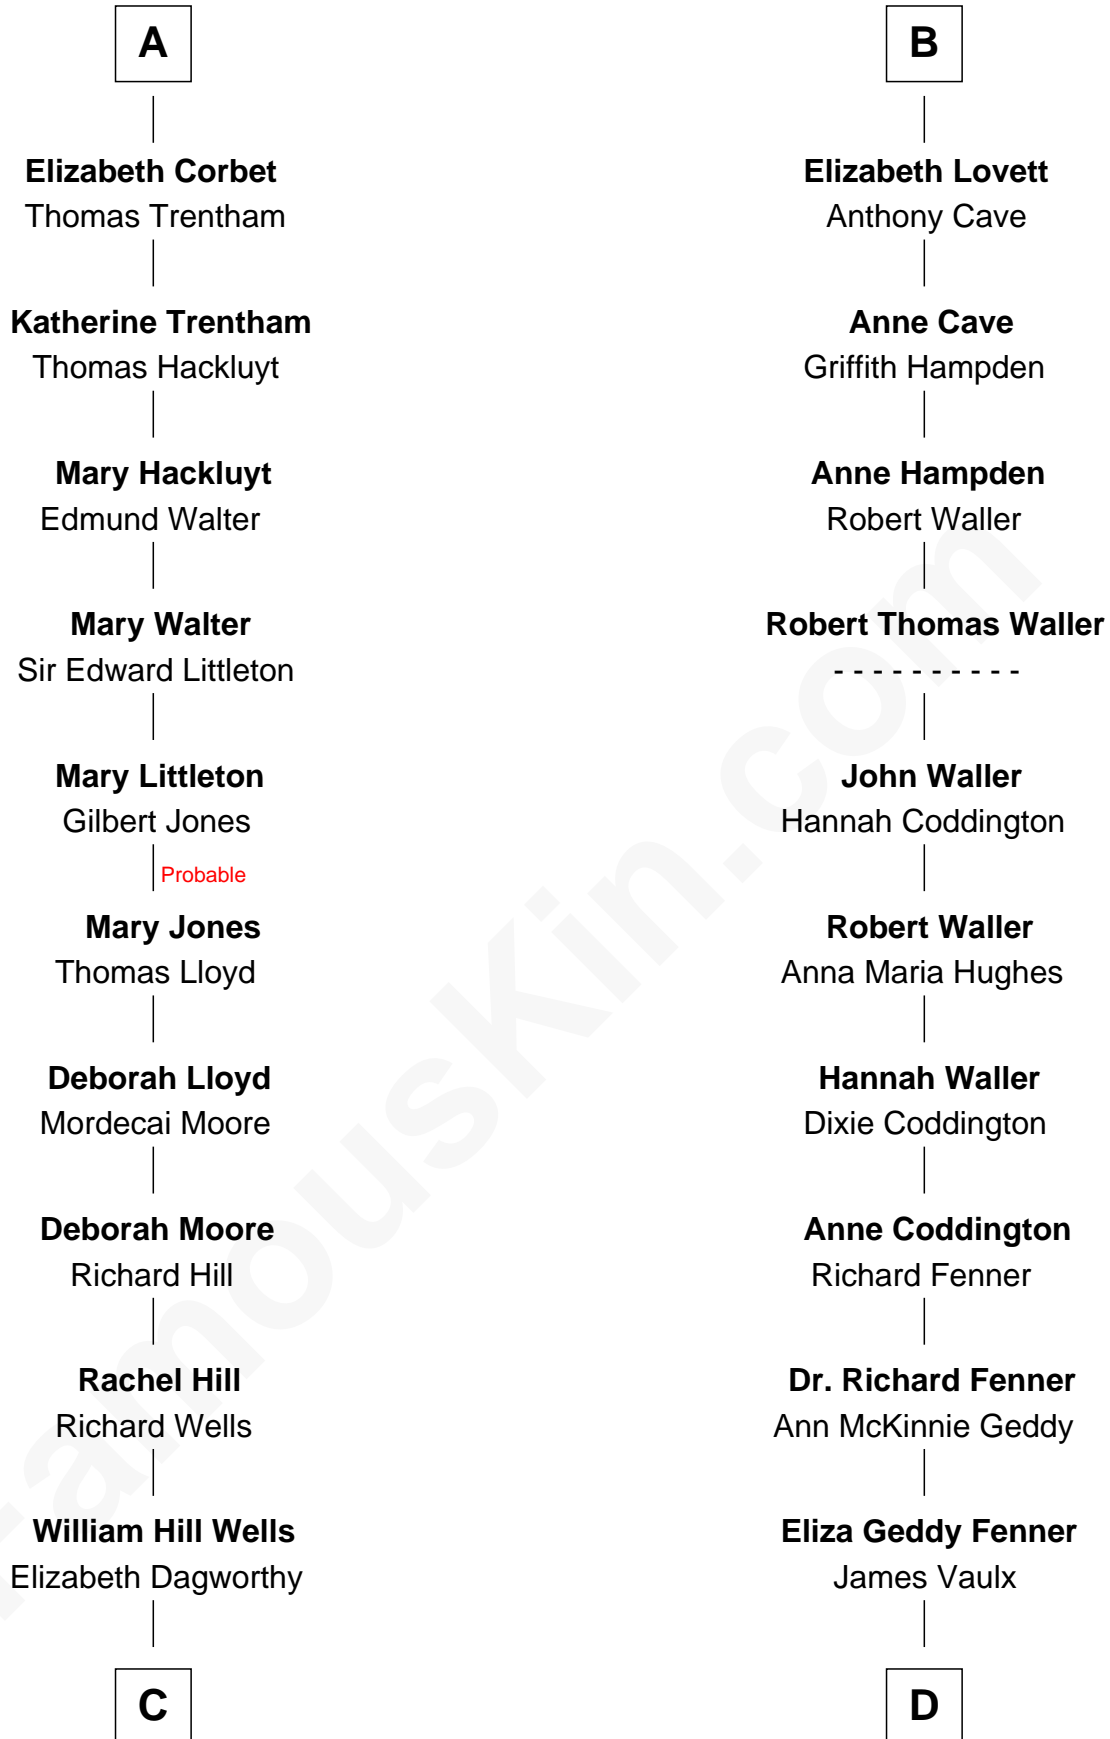 A
Elizabeth Corbet
Thomas Trentham
Katherine Trentham
Thomas Hackluyt
Mary Hackluyt
Edmund Walter
Mary Walter
Sir Edward Littleton
Mary Littleton
Gilbert Jones
Probable
Mary Jones
Thomas Lloyd
Deborah Lloyd
Mordecai Moore
Deborah Moore
Richard Hill
Rachel Hill
Richard Wells
William Hill Wells
Elizabeth Dagworthy
C
B
Elizabeth Lovett
Anthony Cave
Anne Cave
Griffith Hampden
Anne Hampden
Robert Waller
Robert Thomas Waller
- - - - - - - - - -
John Waller
Hannah Coddington
Robert Waller
Anna Maria Hughes
Hannah Waller
Dixie Coddington
Anne Coddington
Richard Fenner
Dr. Richard Fenner
Ann McKinnie Geddy
Eliza Geddy Fenner
James Vaulx
D
FamousKin.com